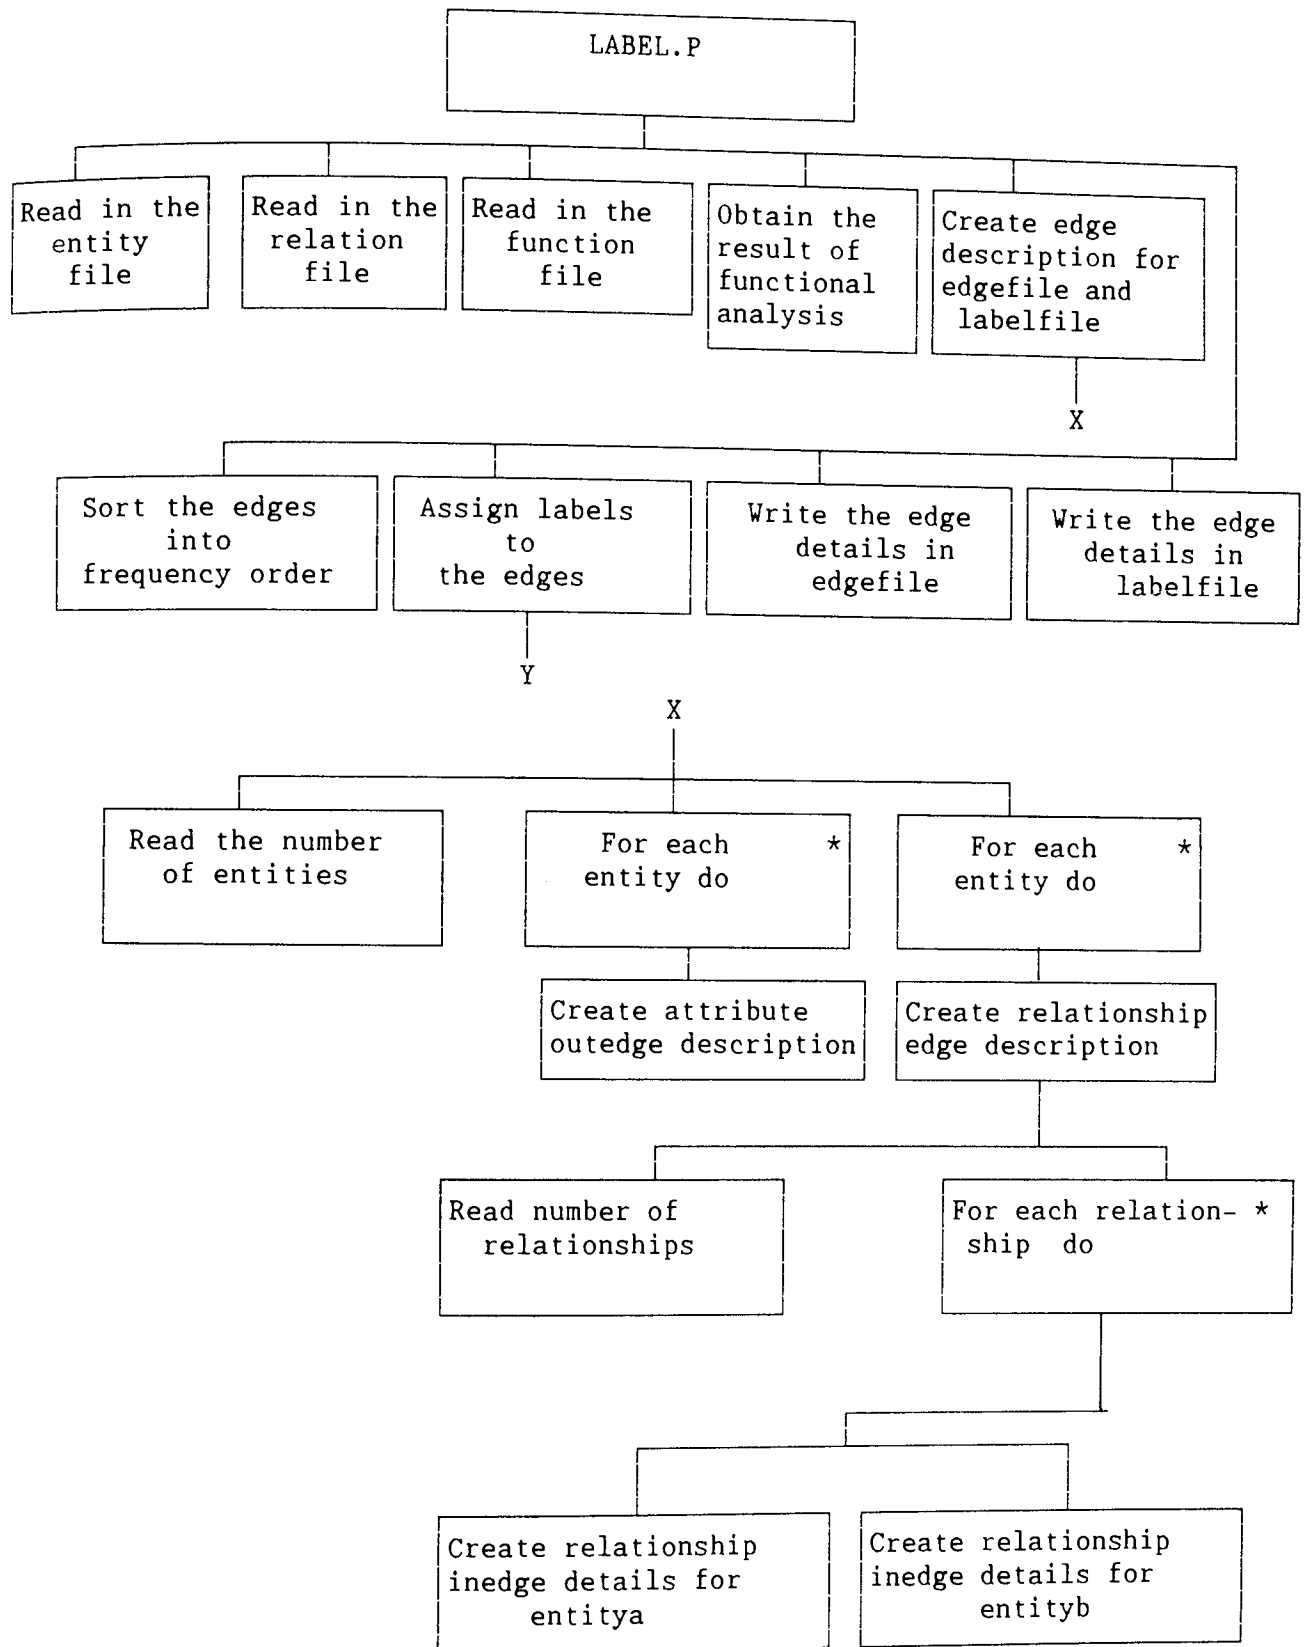 LABEL.P
Read in the
entity
file
Read in the
relation
file
Read in the
function
file
Obtain the
result of
functional
analysis
Create edge
description for
edgefile and
labelfile
X
Sort the edges
into
frequency order
Assign labels
to
the edges
Write the edge
details in
edgefile
Write the edge
details in
labelfile
Y
X
Read the number
of entities
For each *
entity do
For each *
entity do
Create attribute
outedge description
Create relationship
edge description
Read number of
relationships
For each relation- *
ship do
Create relationship
inedge details for
entitya
Create relationship
inedge details for
entityb